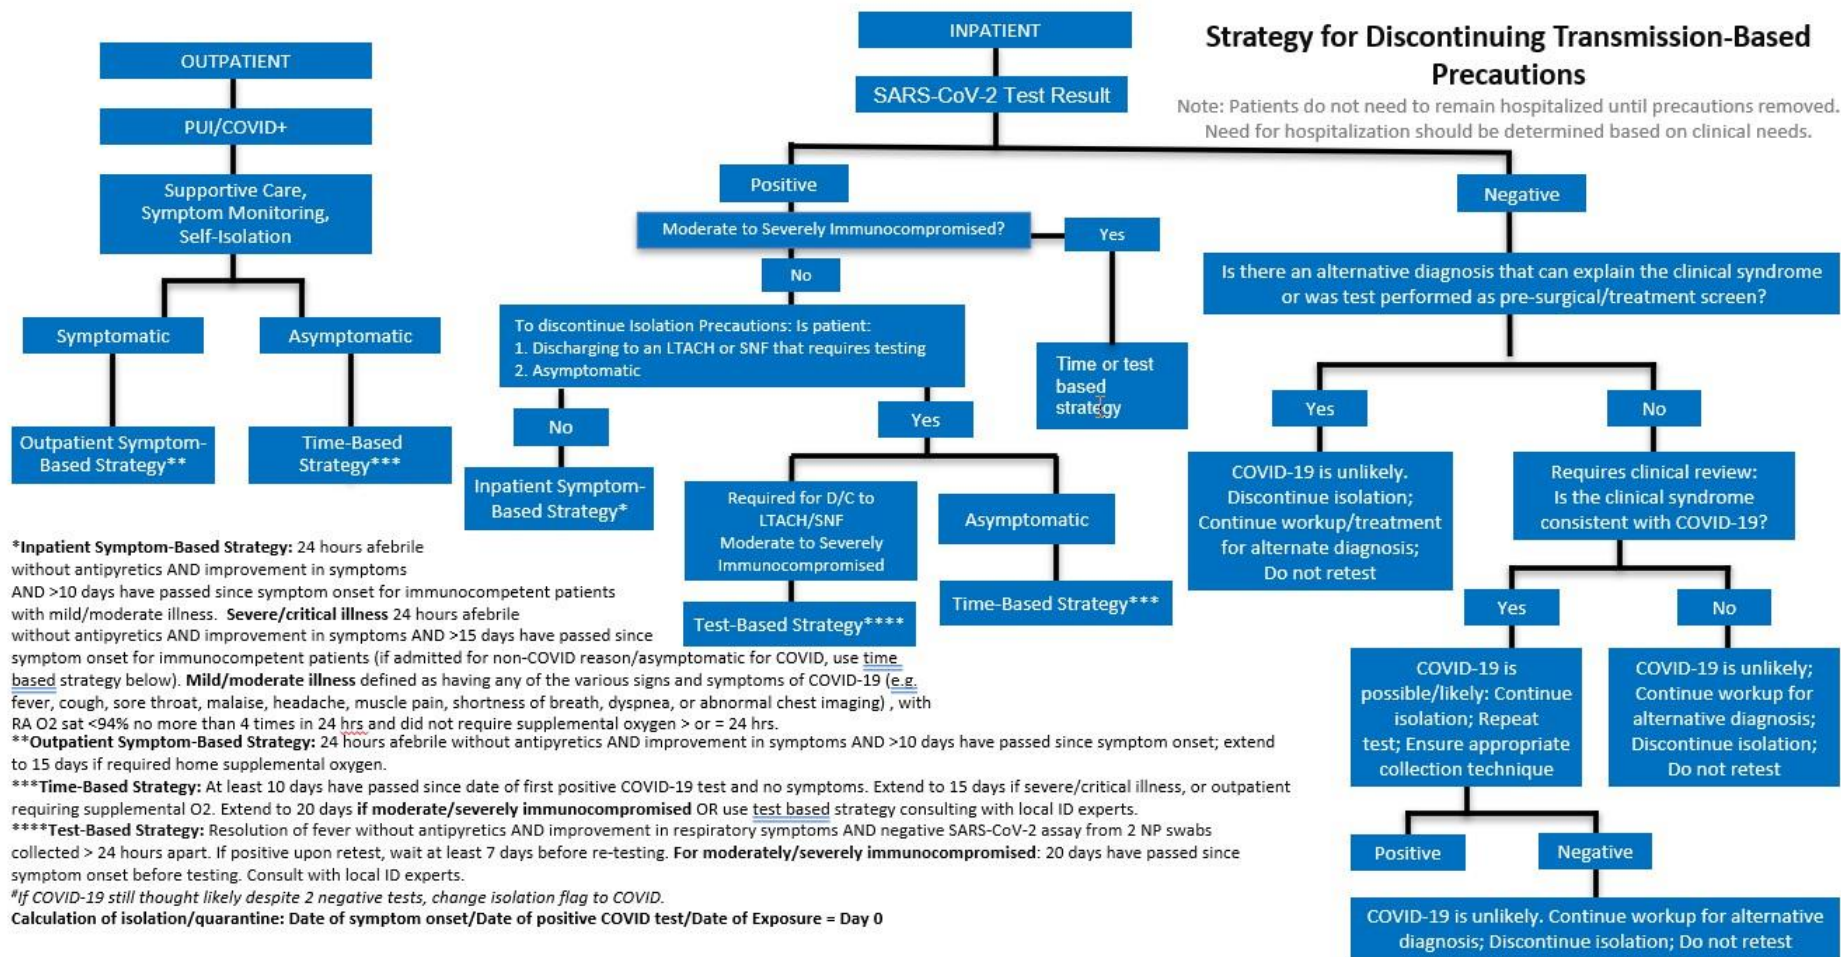 Strategy for Discontinuing Transmission-Based
Precautions
Note: Patients do not need to remain hospitalized until precautions removed.
Need for hospitalization should be determined based on clinical needs.
OUTPATIENT
PUI/COVID+
Supportive Care,
Symptom Monitoring,
Self-Isolation
Symptomatic
Asymptomatic
Outpatient Symptom-
Based Strategy**
Time-Based
Strategy***
INPATIENT
SARS-CoV-2 Test Result
Positive
Moderate to Severely Immunocompromised?
Yes
No
Time or test
based
strategy
To discontinue Isolation Precautions: Is patient:
1. Discharging to an LTACH or SNF that requires testing
2. Asymptomatic
No
Yes
Inpatient Symptom-
Based Strategy*
Required for D/C to
LTACH/SNF
Moderate to Severely
Immunocompromised
Test-Based Strategy****
Asymptomatic
Time-Based Strategy***
Negative
Is there an alternative diagnosis that can explain the clinical syndrome
or was test performed as pre-surgical/treatment screen?
Yes
No
COVID-19 is unlikely.
Discontinue isolation;
Continue workup/treatment
for alternate diagnosis;
Do not retest
Requires clinical review:
Is the clinical syndrome
consistent with COVID-19?
Yes
No
COVID-19 is
possible/likely: Continue
isolation; Repeat
test; Ensure appropriate
collection technique
COVID-19 is unlikely;
Continue workup for
alternative diagnosis;
Discontinue isolation;
Do not retest
Positive
Negative
COVID-19 is unlikely. Continue workup for alternative
diagnosis; Discontinue isolation; Do not retest
*Inpatient Symptom-Based Strategy: 24 hours afebrile
without antipyretics AND improvement in symptoms
AND >10 days have passed since symptom onset for immunocompetent patients
with mild/moderate illness. Severe/critical illness 24 hours afebrile
without antipyretics AND improvement in symptoms AND >15 days have passed since
symptom onset for immunocompetent patients (if admitted for non-COVID reason/asymptomatic for COVID, use time
based strategy below). Mild/moderate illness defined as having any of the various signs and symptoms of COVID-19 (e.g.
fever, cough, sore throat, malaise, headache, muscle pain, shortness of breath, dyspnea, or abnormal chest imaging) , with
RA O2 sat <94% no more than 4 times in 24 hrs and did not require supplemental oxygen > or = 24 hrs.
**Outpatient Symptom-Based Strategy: 24 hours afebrile without antipyretics AND improvement in symptoms AND >10 days have passed since symptom onset; extend
to 15 days if required home supplemental oxygen.
***Time-Based Strategy: At least 10 days have passed since date of first positive COVID-19 test and no symptoms. Extend to 15 days if severe/critical illness, or outpatient
requiring supplemental O2. Extend to 20 days if moderate/severely immunocompromised OR use test based strategy consulting with local ID experts.
****Test-Based Strategy: Resolution of fever without antipyretics AND improvement in respiratory symptoms AND negative SARS-CoV-2 assay from 2 NP swabs
collected > 24 hours apart. If positive upon retest, wait at least 7 days before re-testing. For moderately/severely immunocompromised: 20 days have passed since
symptom onset before testing. Consult with local ID experts.
#If COVID-19 still thought likely despite 2 negative tests, change isolation flag to COVID.
Calculation of isolation/quarantine: Date of symptom onset/Date of positive COVID test/Date of Exposure = Day 0